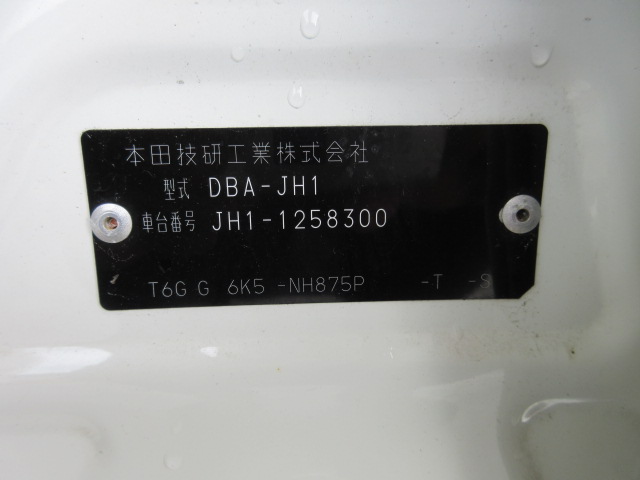 本田技研工業株式会社
型式 DBA-JH1
車台番号 JH1-1258300
T6G G 6K5 -NH875P -T -S